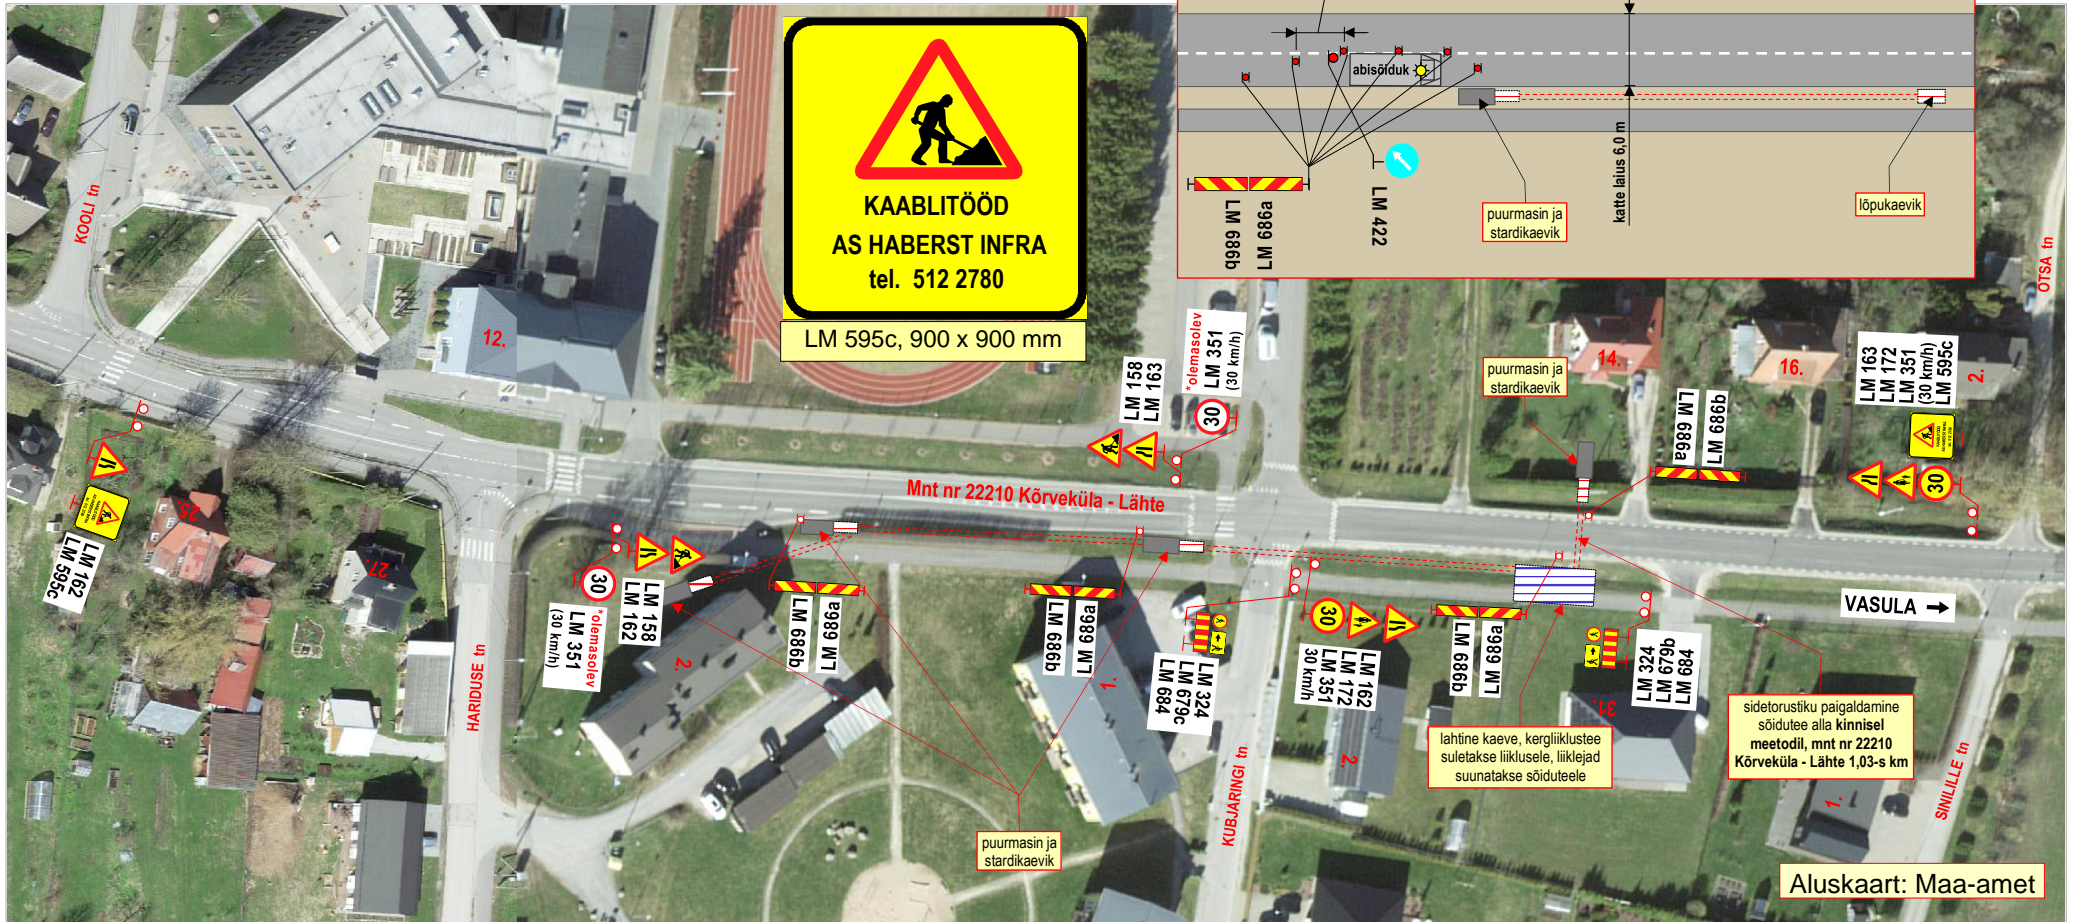 KAABLITÖÖD
AS HABERST INFRA
tel. 512 2780
LM 595c, 900 x 900 mm
abisõiduk
LM 686b
LM 686a
LM 422
puurmasin ja
stardikaevik
katte laius 6,0 m
lõpukaevik
KOOLI tn
OTSA tn
12.
LM 158
LM 163
*olemasolev
LM 351
(30 km/h)
30
puurmasin ja
stardikaevik
14.
16.
LM 686a
LM 686b
LM 163
LM 172
LM 351
(30 km/h)
LM 595c
2.
30
Mnt nr 22210 Kõrveküla - Lähte
25.
LM 162
LM 595c
27.
HARIDUSE tn
30
*olemasolev
LM 351
(30 km/h)
LM 158
LM 162
2.
LM 686b
LM 686a
LM 686b
LM 686a
1.
LM 324
LM 679c
LM 684
KUBJARINGI tn
30
LM 162
LM 172
LM 351
30 km/h
2.
LM 686b
LM 686a
LM 324
LM 679b
LM 684
31.
VASULA
lahtine kaeve, kergliiklustee
suletakse liiklusele, liiklejad
suunatakse sõiduteele
sidetorustiku paigaldamine
sõidutee alla kinnisel
meetodil, mnt nr 22210
Kõrveküla - Lähte 1,03-s km
1.
SINILILLE tn
puurmasin ja
stardikaevik
Aluskaart: Maa-amet